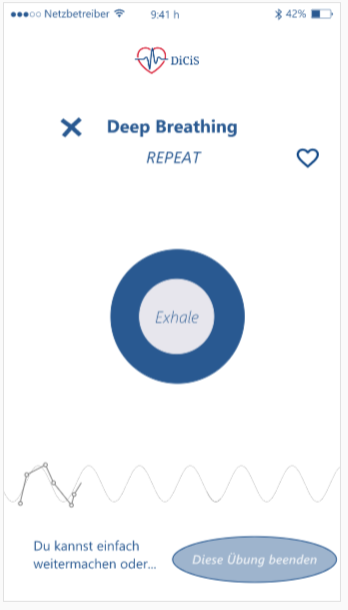 Netzbetreiber 9:41 h 42%
DiCiS
Deep Breathing
REPEAT
Exhale
Du kannst einfach
weitermachen oder...
Diese Übung beenden